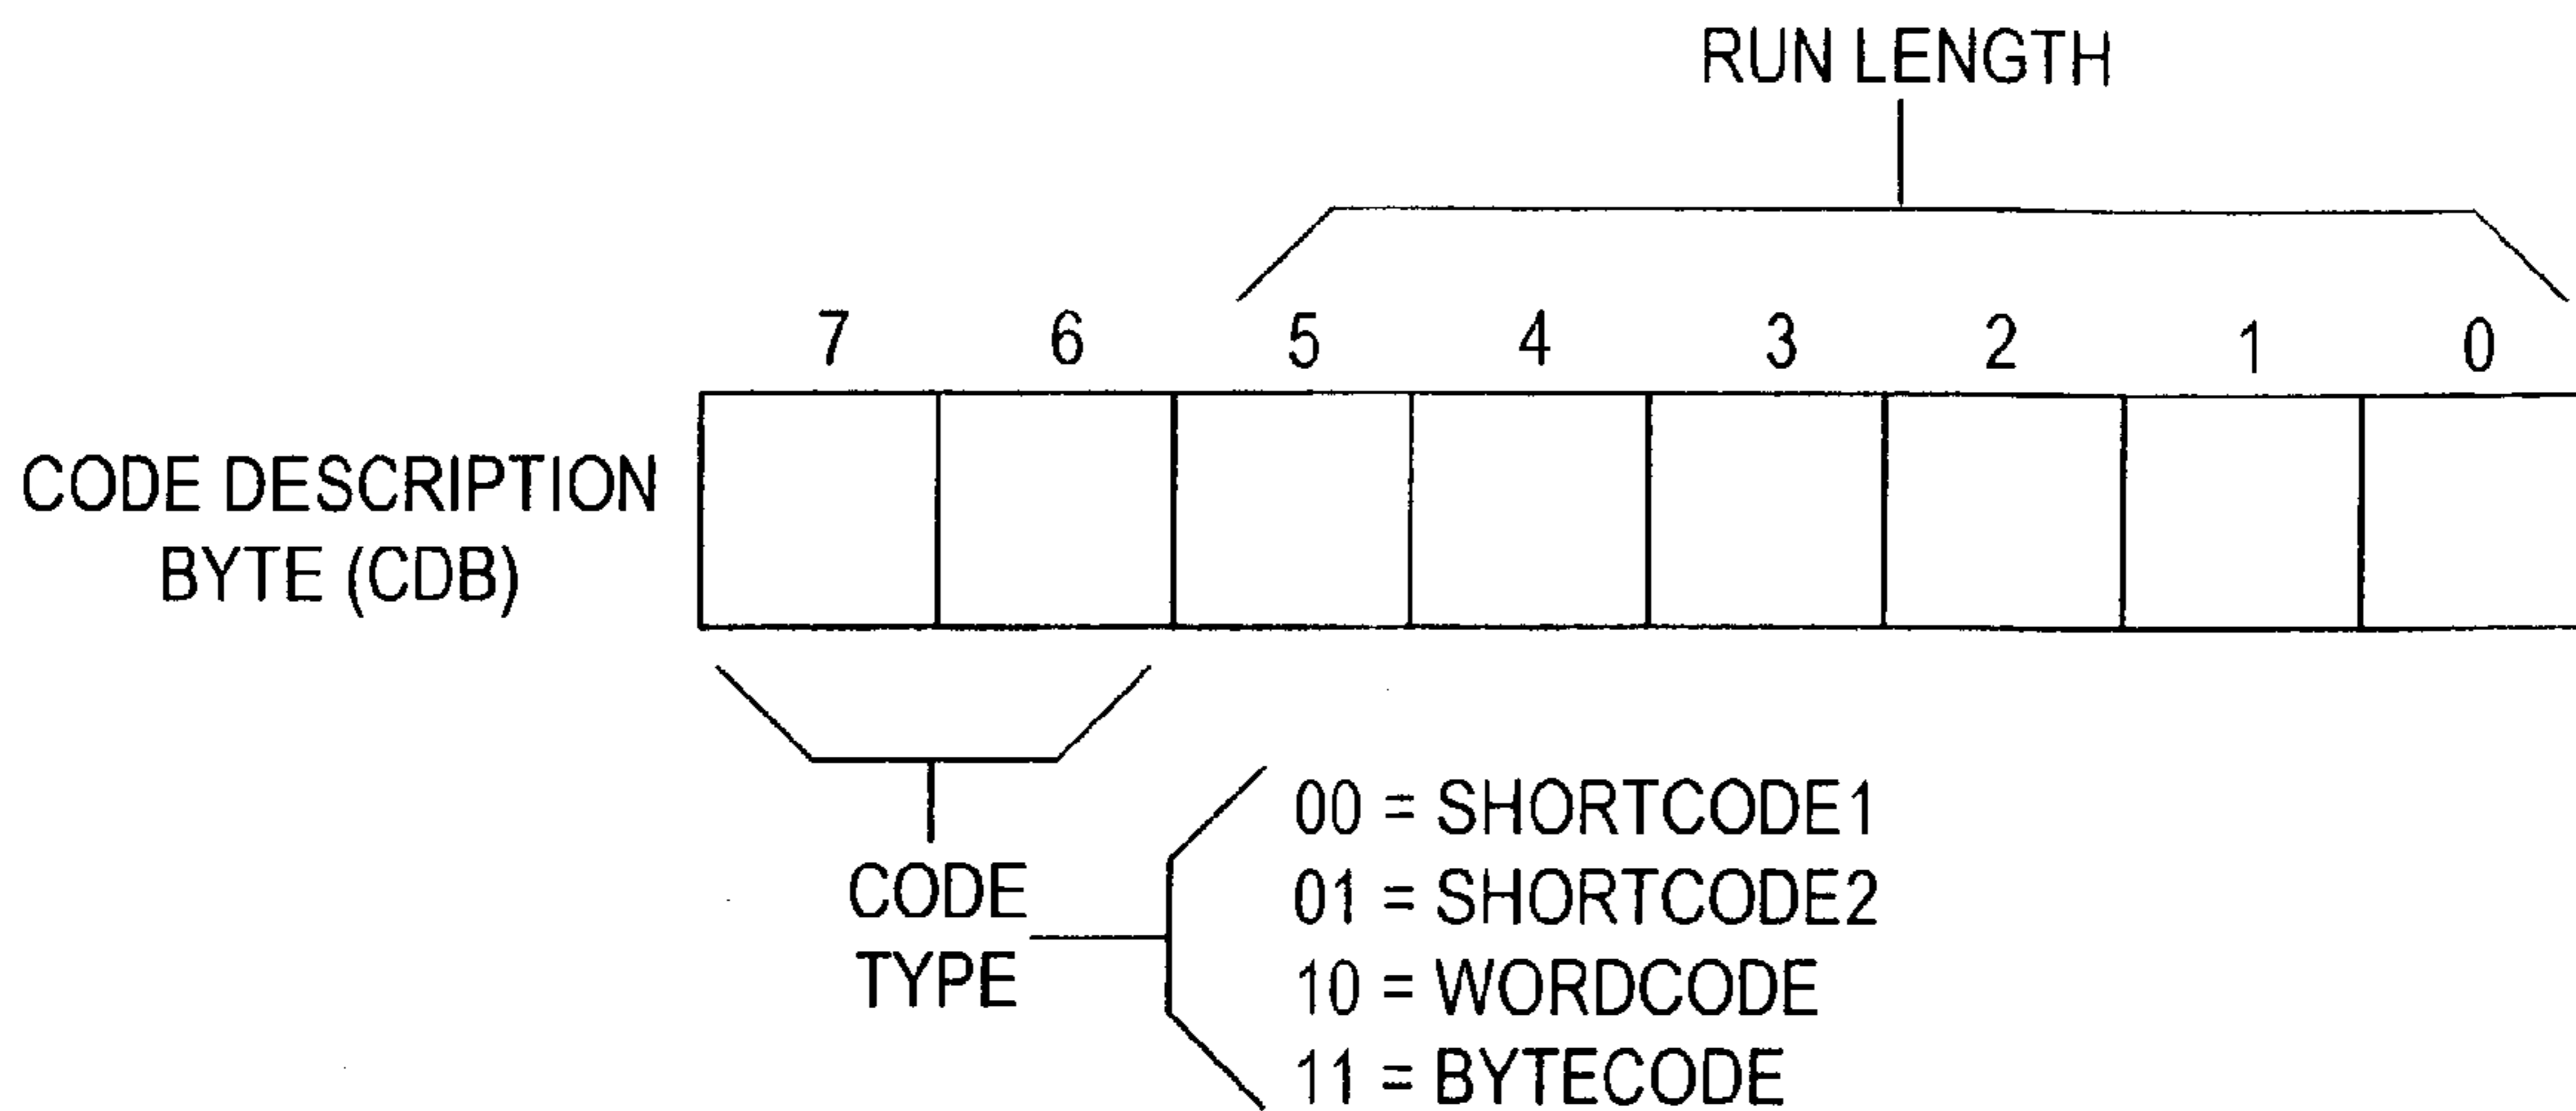 RUN LENGTH
7 6 5 4 3 2 1 0
CODE DESCRIPTION
BYTE (CDB)
CODE
TYPE
00 = SHORTCODE1
01 = SHORTCODE2
10 = WORDCODE
11 = BYTECODE